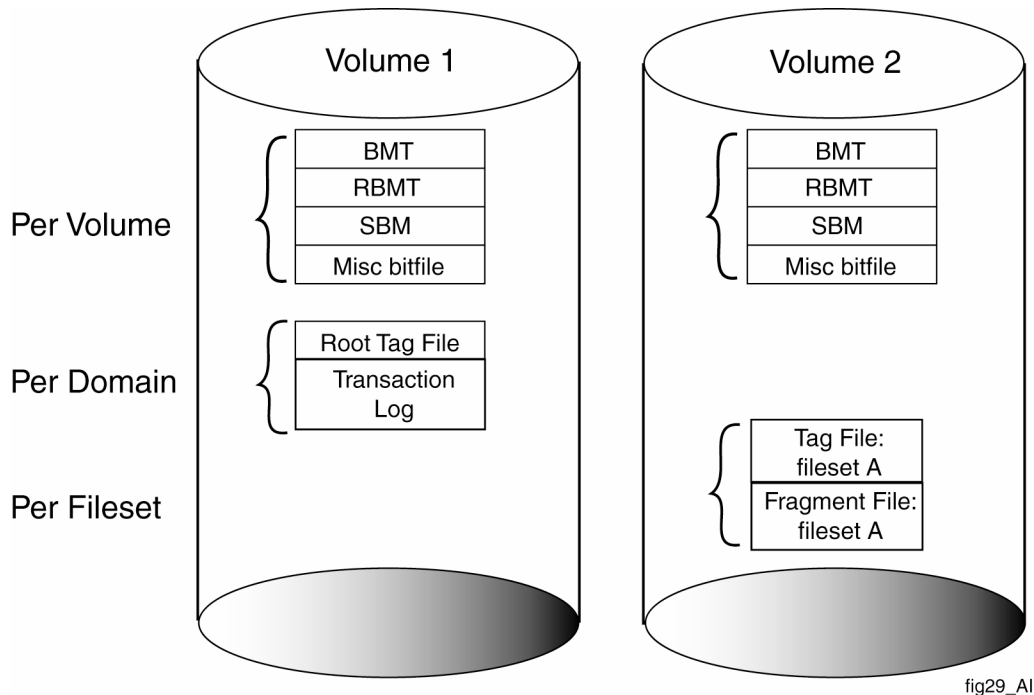 Volume 1
Volume 2
Per Volume
BMT
RBMT
SBM
Misc bitfile
BMT
RBMT
SBM
Misc bitfile
Per Domain
Root Tag File
Transaction
Log
Per Fileset
Tag File:
fileset A
Fragment File:
fileset A
fig29_AI